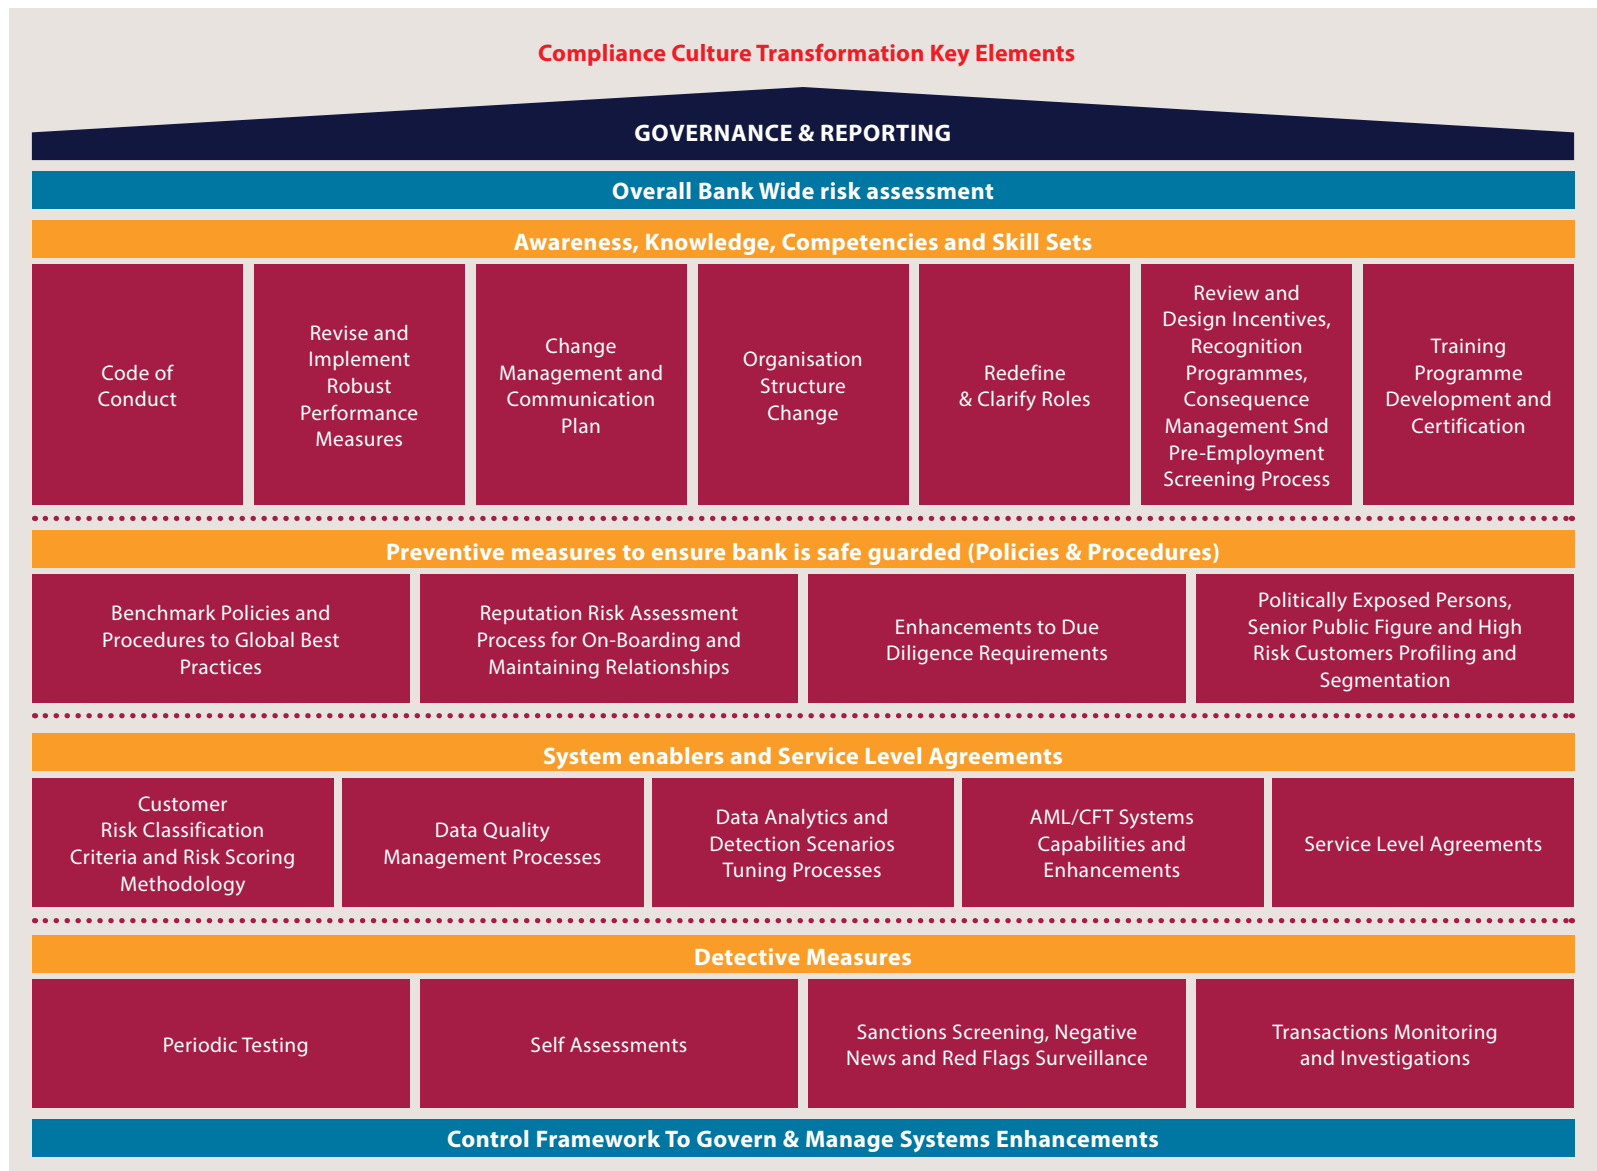 Compliance Culture Transformation Key Elements
GOVERNANCE & REPORTING
Overall Bank Wide risk assessment
Awareness, Knowledge, Competencies and Skill Sets
Code of
Conduct
Revise and
Implement
Robust
Performance
Measures
Change
Management and
Communication
Plan
Organisation
Structure
Change
Redefine
& Clarify Roles
Review and
Design Incentives,
Recognition
Programmes,
Consequence
Management Snd
Pre-Employment
Screening Process
Training
Programme
Development and
Certification
Preventive measures to ensure bank is safe guarded (Policies & Procedures)
Benchmark Policies and
Procedures to Global Best
Practices
Reputation Risk Assessment
Process for On-Boarding and
Maintaining Relationships
Enhancements to Due
Diligence Requirements
Politically Exposed Persons,
Senior Public Figure and High
Risk Customers Profiling and
Segmentation
System enablers and Service Level Agreements
Customer
Risk Classification
Criteria and Risk Scoring
Methodology
Data Quality
Management Processes
Data Analytics and
Detection Scenarios
Tuning Processes
AML/CFT Systems
Capabilities and
Enhancements
Service Level Agreements
Detective Measures
Periodic Testing
Self Assessments
Sanctions Screening, Negative
News and Red Flags Surveillance
Transactions Monitoring
and Investigations
Control Framework To Govern & Manage Systems Enhancements